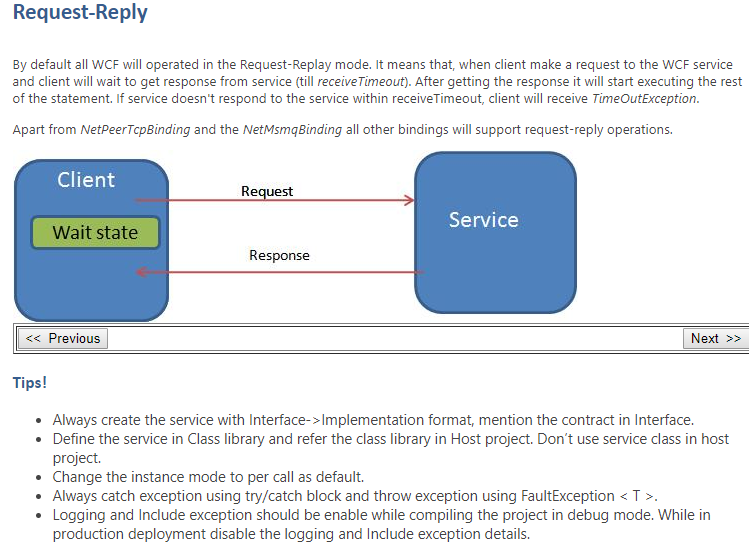 Request-Reply
By default all WCF will operated in the Request-Replay mode. It means that, when client make a request to the WCF service
and client will wait to get response from service (till receiveTimeout). After getting the response it will start executing the rest
of the statement. If service doesn't respond to the service within receiveTimeout, client will receive TimeOutException.
Apart from NetPeerTcpBinding and the NetMsmqBinding all other bindings will support request-reply operations.
Client
Request
Service
Wait state
Response
<< Previous
Next >>
Tips!
• Always create the service with Interface->Implementation format, mention the contract in Interface.
• Define the service in Class library and refer the class library in Host project. Don’t use service class in host
project.
• Change the instance mode to per call as default.
• Always catch exception using try/catch block and throw exception using FaultException < T >.
• Logging and Include exception should be enable while compiling the project in debug mode. While in
production deployment disable the logging and Include exception details.